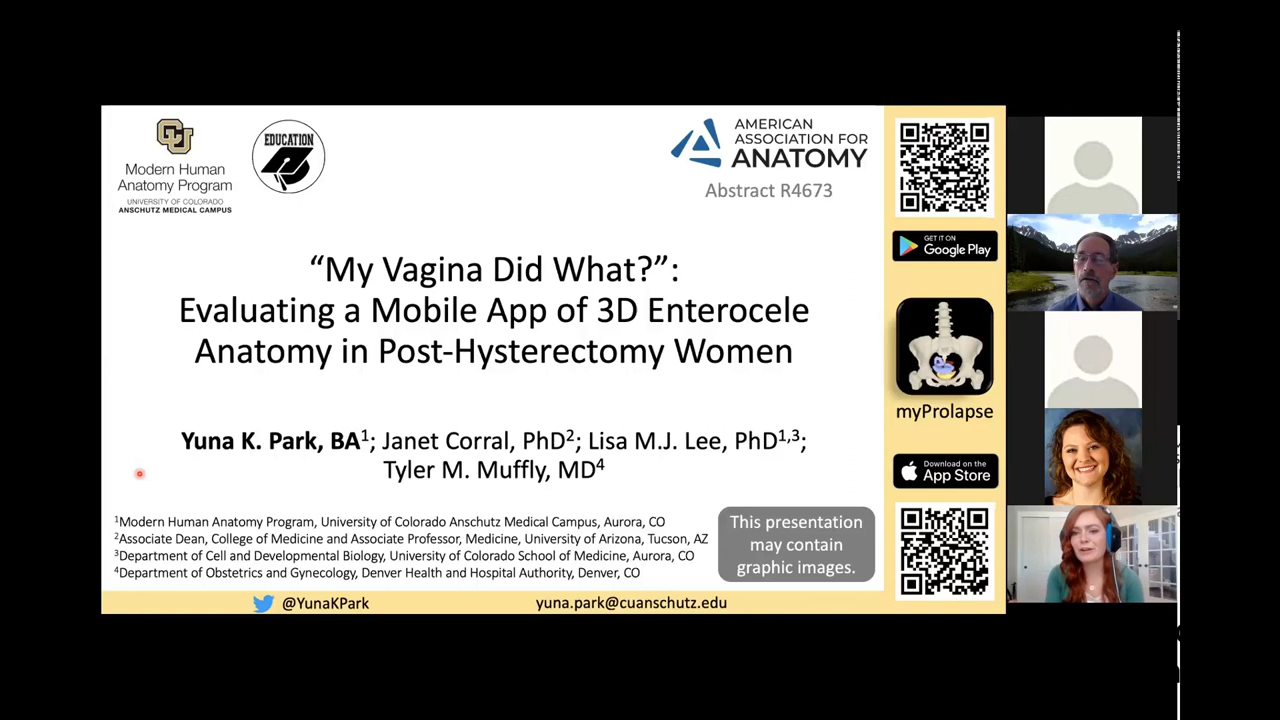 Modern Human
Anatomy Program
UNIVERSITY OF COLORADO
ANSCHUTZ MEDICAL CAMPUS
EDUCATION
AMERICAN
ASSOCIATION FOR
ANATOMY
Abstract R4673
“My Vagina Did What?”:
Evaluating a Mobile App of 3D Enterocele
Anatomy in Post-Hysterectomy Women
Yuna K. Park, BA1; Janet Corral, PhD2; Lisa M.J. Lee, PhD1,3;
Tyler M. Muffly, MD4
1Modern Human Anatomy Program, University of Colorado Anschutz Medical Campus, Aurora, CO
2Associate Dean, College of Medicine and Associate Professor, Medicine, University of Arizona, Tucson, AZ
3Department of Cell and Developmental Biology, University of Colorado School of Medicine, Aurora, CO
4Department of Obstetrics and Gynecology, Denver Health and Hospital Authority, Denver, CO
This presentation
may contain
graphic images.
@YunaKPark
yuna.park@cuanschutz.edu
GET IT ON
Google Play
myProlapse
Download on the
App Store